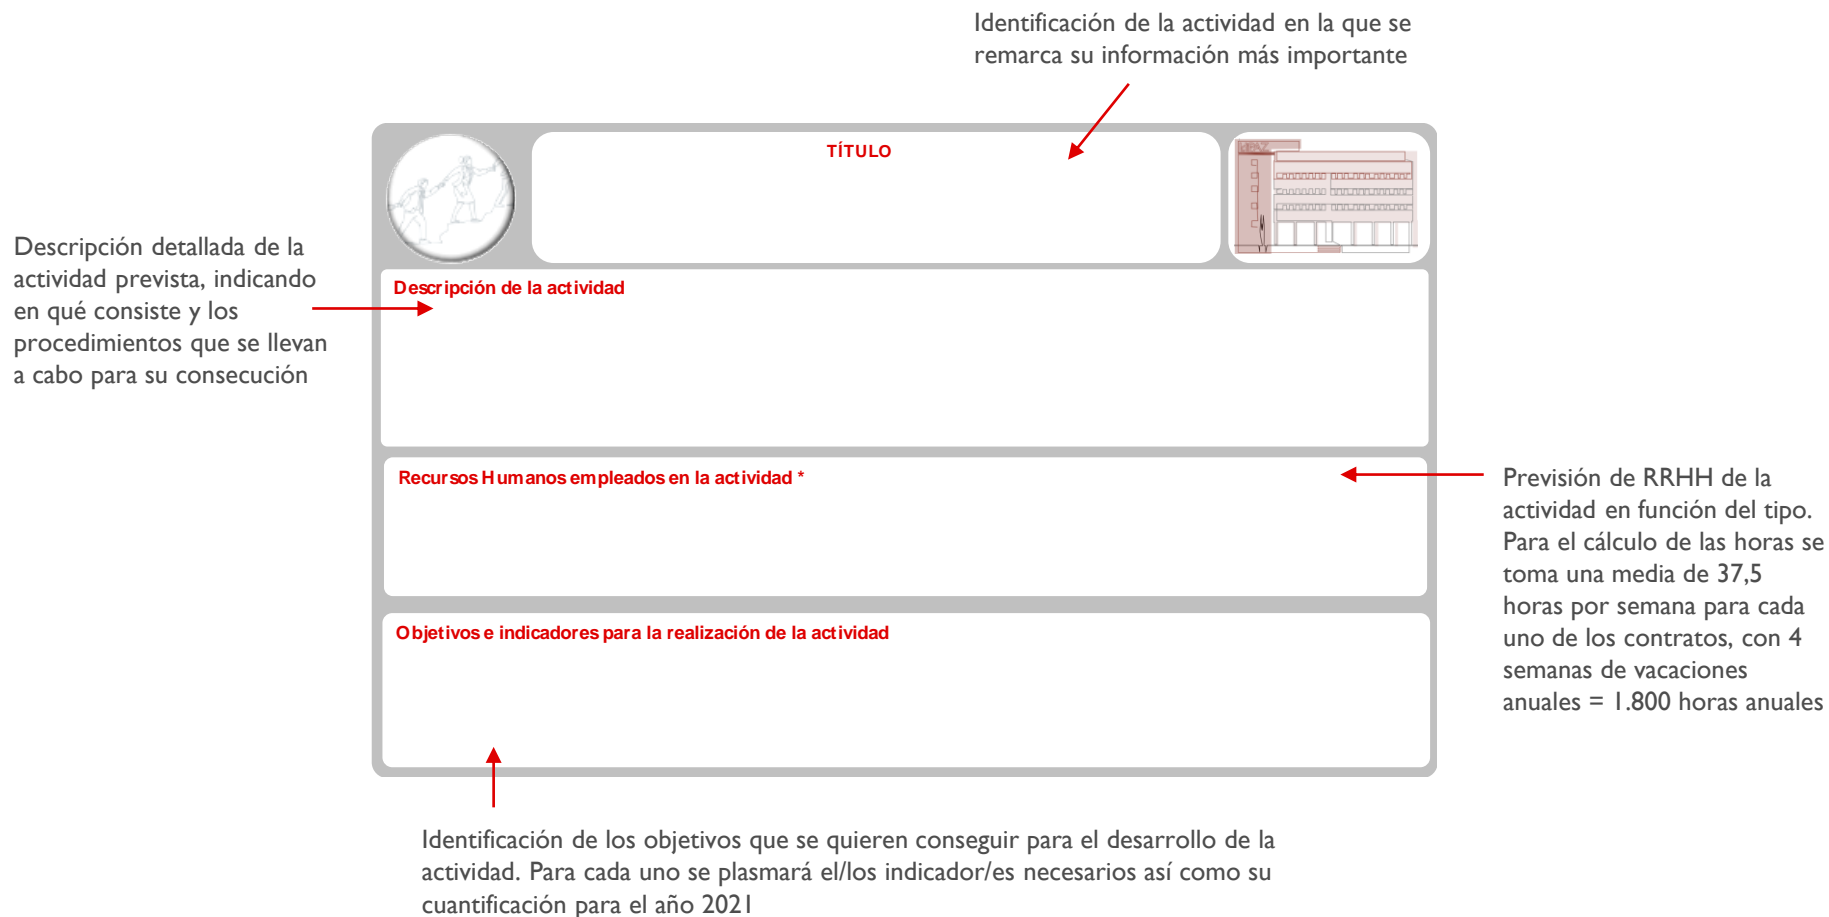 Identificación de la actividad en la que se
remarca su información más importante
TÍTULO
Descripción detallada de la
actividad prevista, indicando
en qué consiste y los
procedimientos que se llevan
a cabo para su consecución
Descripción de la actividad
Recursos Humanos empleados en la actividad *
Previsión de RRHH de la
actividad en función del tipo.
Para el cálculo de las horas se
toma una media de 37,5
horas por semana para cada
uno de los contratos, con 4
semanas de vacaciones
anuales = 1.800 horas anuales
Objetivos e indicadores para la realización de la actividad
Identificación de los objetivos que se quieren conseguir para el desarrollo de la
actividad. Para cada uno se plasmará el/los indicador/es necesarios así como su
cuantificación para el año 2021